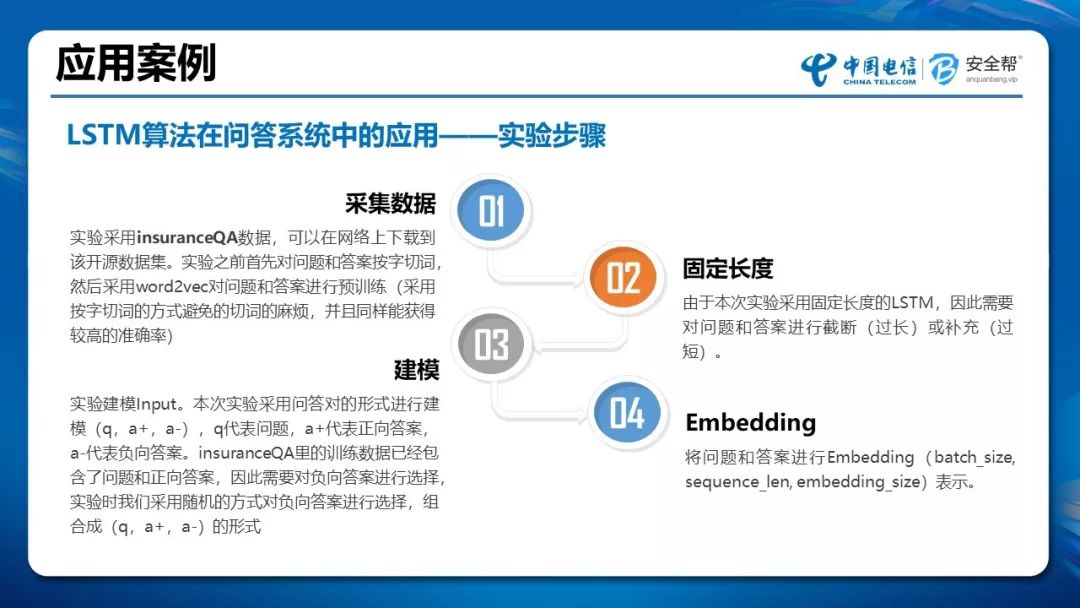 应用案例
中国电信
CHINA TELECOM
安全帮®
anquanbang.vip
LSTM算法在问答系统中的应用——实验步骤
01
采集数据
实验采用insuranceQA数据，可以在网络上下载到
该开源数据集。实验之前首先对问题和答案按字切词，
然后采用word2vec对问题和答案进行预训练（采用
按字切词的方式避免的切词的麻烦，并且同样能获得
较高的准确率）
02
固定长度
由于本次实验采用固定长度的LSTM，因此需要
对问题和答案进行截断（过长）或补充（过
短）。
03
建模
实验建模Input。本次实验采用问答对的形式进行建
模（q，a+，a-），q代表问题，a+代表正向答案，
a-代表负向答案。insuranceQA里的训练数据已经包
含了问题和正向答案，因此需要对负向答案进行选择，
实验时我们采用随机的方式对负向答案进行选择，组
合成（q，a+，a-）的形式
04
Embedding
将问题和答案进行Embedding（batch_size,
sequence_len, embedding_size）表示。